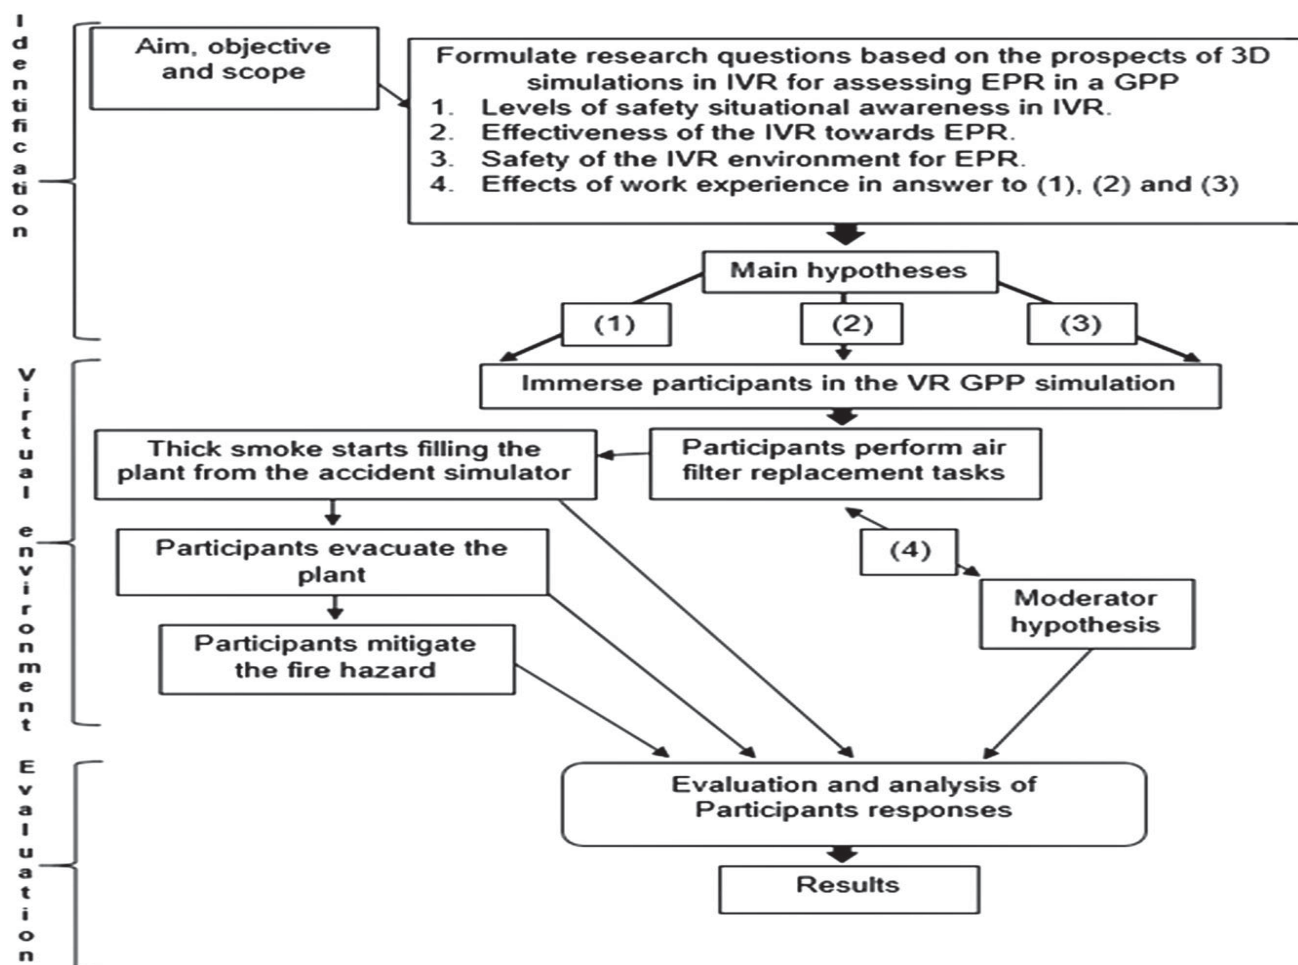 Identification
Aim, objective
and scope
Formulate research questions based on the prospects of 3D
simulations in IVR for assessing EPR in a GPP
1. Levels of safety situational awareness in IVR.
2. Effectiveness of the IVR towards EPR.
3. Safety of the IVR environment for EPR.
4. Effects of work experience in answer to (1), (2) and (3)
Main hypotheses
(1)
(2)
(3)
Virtual environment
Immerse participants in the VR GPP simulation
Thick smoke starts filling the
plant from the accident simulator
Participants perform air
filter replacement tasks
Participants evacuate the
plant
(4)
Moderator
hypothesis
Participants mitigate
the fire hazard
Evaluation
Evaluation and analysis of
Participants responses
Results